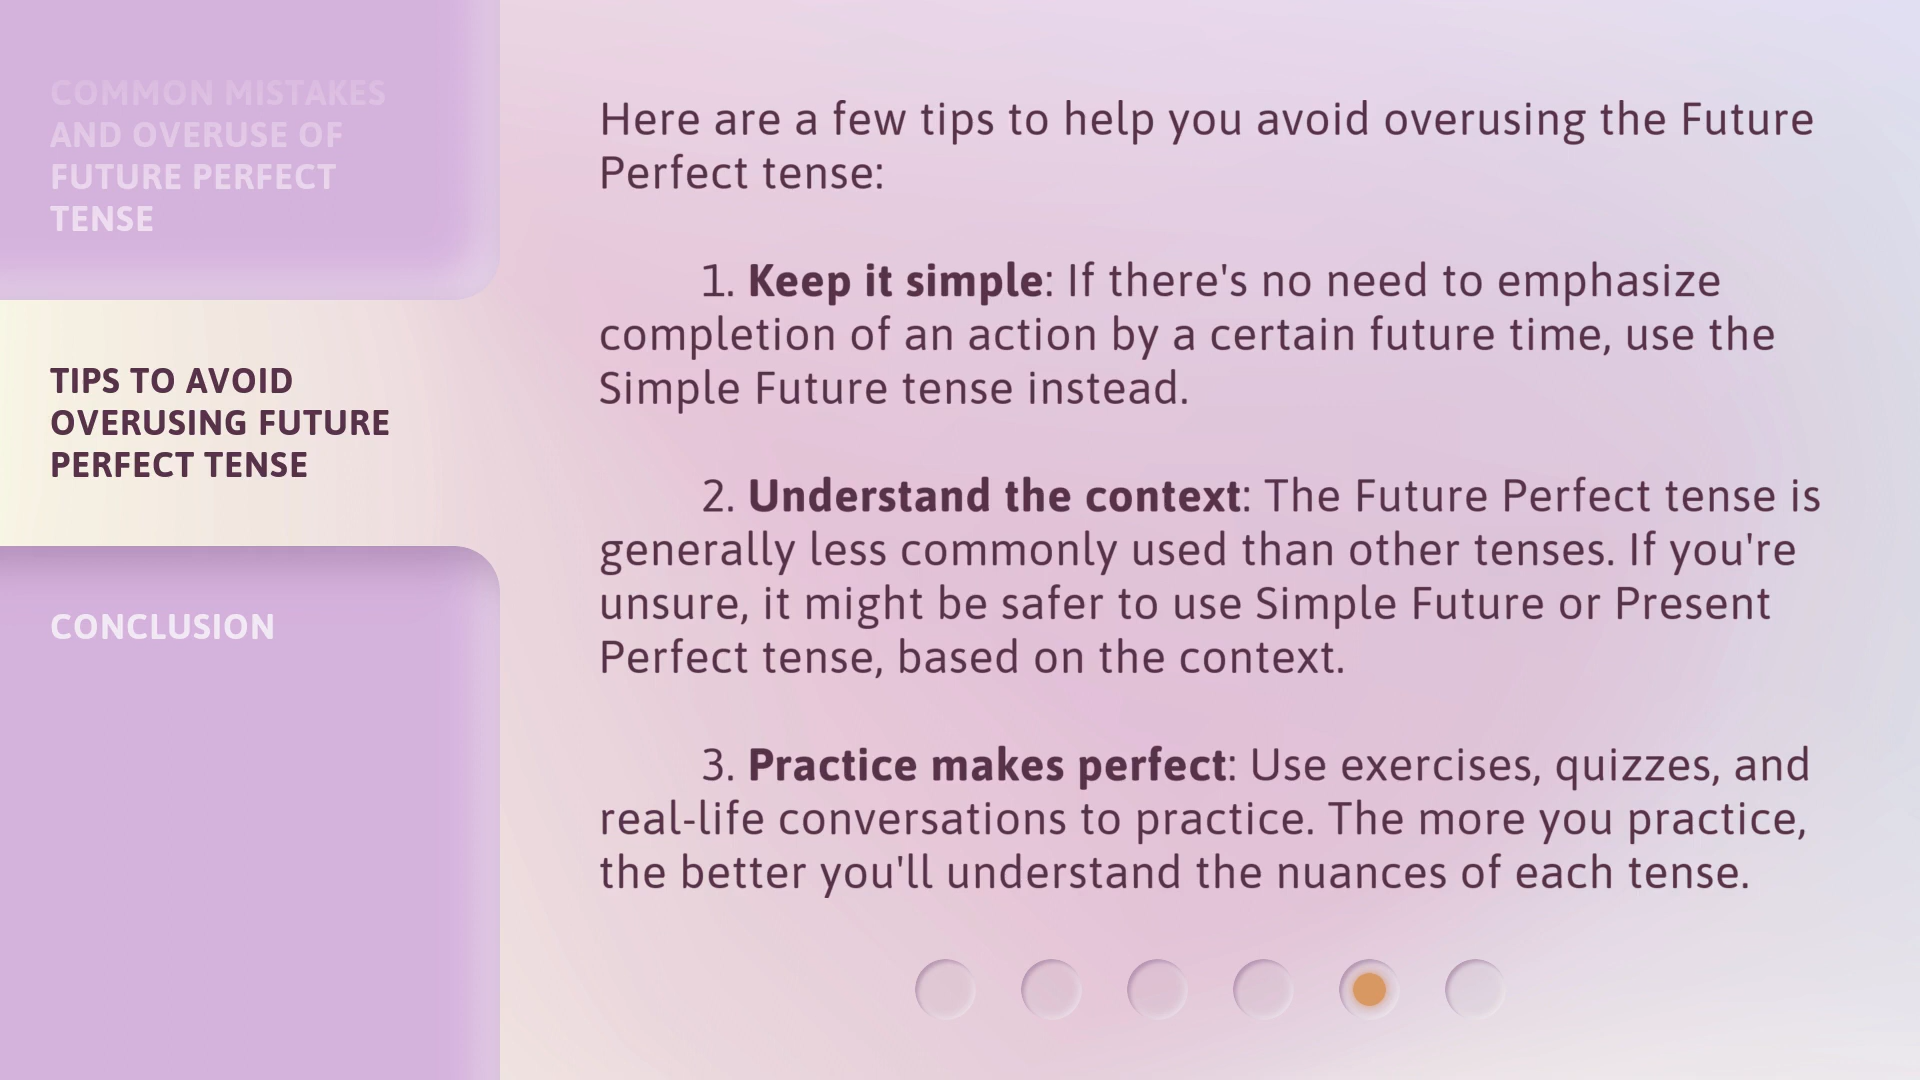 COMMON MISTAKES
AND OVERUSE OF
FUTURE PERFECT
TENSE
TIPS TO AVOID
OVERUSING FUTURE
PERFECT TENSE
CONCLUSION
Here are a few tips to help you avoid overusing the Future
Perfect tense:
1. Keep it simple: If there's no need to emphasize
completion of an action by a certain future time, use the
Simple Future tense instead.
2. Understand the context: The Future Perfect tense is
generally less commonly used than other tenses. If you're
unsure, it might be safer to use Simple Future or Present
Perfect tense, based on the context.
3. Practice makes perfect: Use exercises, quizzes, and
real-life conversations to practice. The more you practice,
the better you'll understand the nuances of each tense.